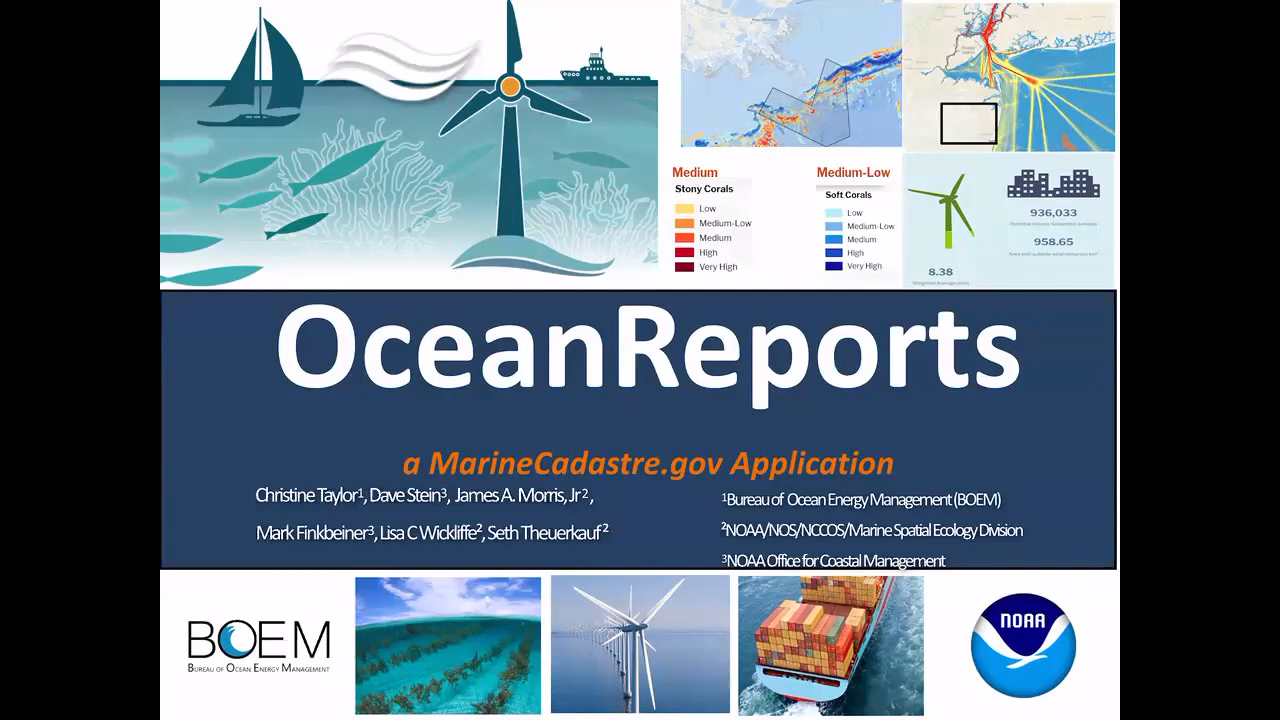 Medium
Stony Corals
Low
Medium-Low
Medium
High
Very High
Medium-Low
Soft Corals
Low
Medium-Low
Medium
High
Very High
936,033
958.65
8.38
OceanReports
a MarineCadastre.gov Application
Christine Taylor¹, Dave Stein³, James A. Morris, Jr²,
Mark Finkbeiner³, Lisa C Wickliffe², Seth Theuerkauf²
¹Bureau of Ocean Energy Management (BOEM)
²NOAA/NOS/NCCOS/Marine Spatial Ecology Division
³NOAA Office for Coastal Management
BOEM
BUREAU OF OCEAN ENERGY MANAGEMENT
NOAA